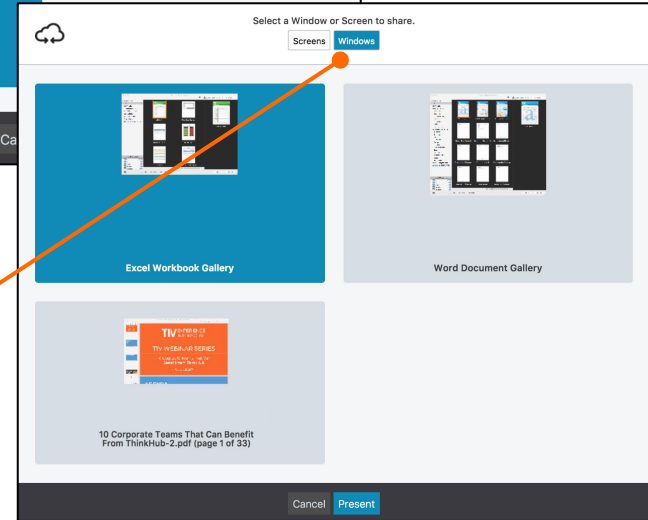 Select a Window or Screen to share.
Screens Windows
Ca
Excel Workbook Gallery
Word Document Gallery
TIV
TIV WEBINAR SERIES
10 Corporate Teams That Can Benefit
From ThinkHub-2.pdf (page 1 of 33)
Cancel Present